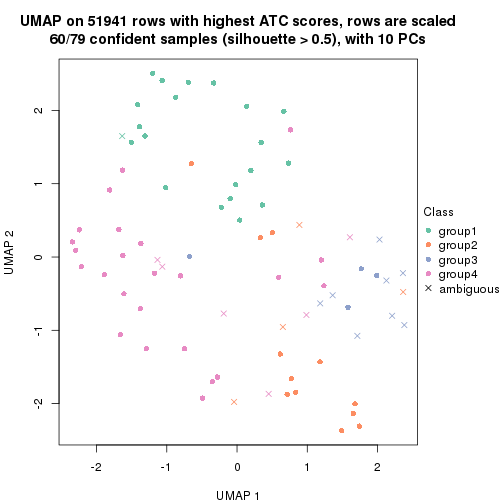 UMAP on 51941 rows with highest ATC scores, rows are scaled
60/79 confident samples (silhouette > 0.5), with 10 PCs
2
1
0
-1
-2
UMAP 2
-2
-1
0
1
2
UMAP 1
Class
group1
group2
group3
group4
ambiguous